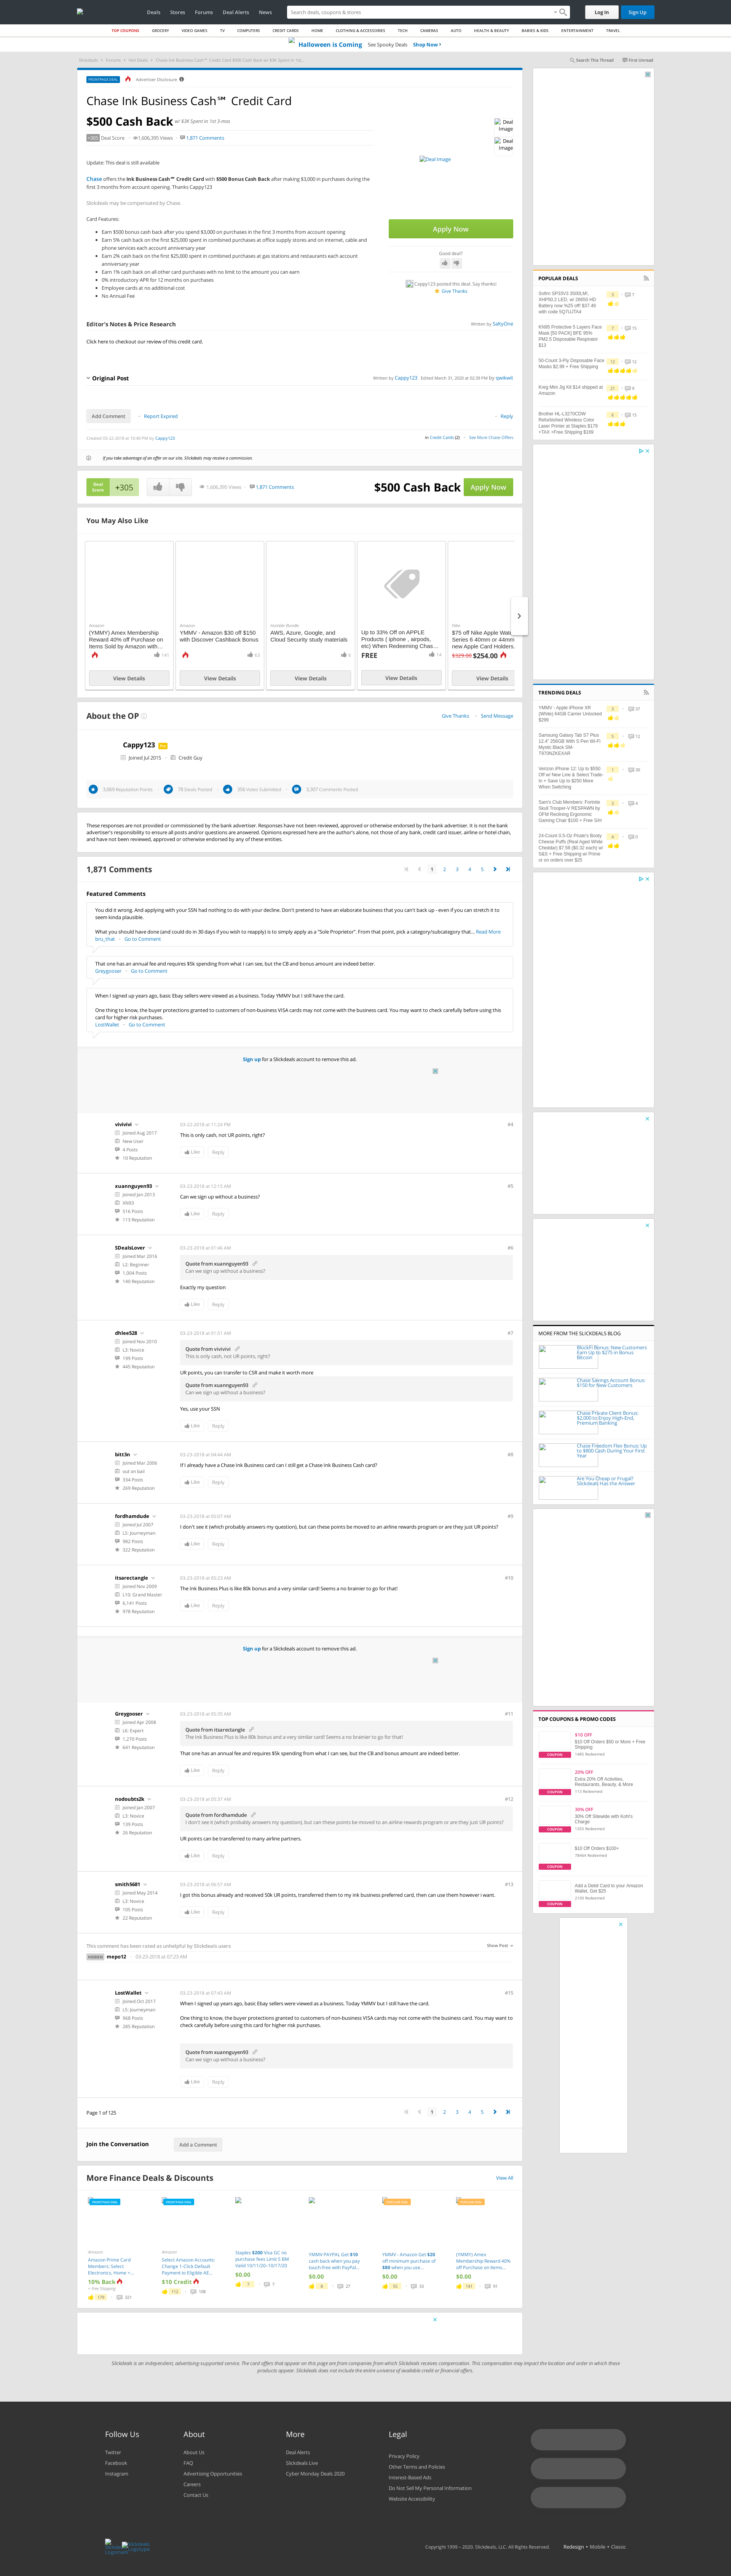 Deals Stores Forums Deal Alerts News
Search deals, coupons & stores
Log In
Sign Up
TOP COUPONS GROCERY VIDEO GAMES TV COMPUTERS CREDIT CARDS HOME CLOTHING & ACCESSORIES TECH CAMERAS AUTO HEALTH & BEAUTY BABIES & KIDS ENTERTAINMENT TRAVEL
Halloween is Coming See Spooky Deals Shop Now ›
Search This Thread First Unread
FRONTPAGE DEAL Advertiser Disclosure
Chase Ink Business Cash℠ Credit Card
$500 Cash Back w/ $3K Spent in 1st 3-mos
+305 Deal Score 1,606,395 Views 1,871 Comments
Update: This deal is still available
Chase offers the Ink Business Cash℠ Credit Card with $500 Bonus Cash Back after making $3,000 in purchases during the
first 3 months from account opening. Thanks Cappy123
Slickdeals may be compensated by Chase.
Card Features:
Earn $500 bonus cash back after you spend $3,000 on purchases in the first 3 months from account opening
Earn 5% cash back on the first $25,000 spent in combined purchases at office supply stores and on internet, cable and
phone services each account anniversary year
Earn 2% cash back on the first $25,000 spent in combined purchases at gas stations and restaurants each account
anniversary year
Earn 1% cash back on all other card purchases with no limit to the amount you can earn
0% introductory APR for 12 months on purchases
Employee cards at no additional cost
No Annual Fee
Deal Image
Deal Image
Deal Image
Apply Now
Good deal?
Cappy123 posted this deal. Say thanks!
Give Thanks
Editor's Notes & Price Research Written by SaltyOne
Click here to checkout our review of this credit card.
Original Post Written by Cappy123 Edited March 31, 2020 at 02:39 PM by qwikwit
Add Comment Report Expired Reply
Created 03-22-2018 at 10:40 PM by Cappy123
in Credit Cards (2) See More Chase Offers
If you take advantage of an offer on our site, Slickdeals may receive a commission.
Deal Score +305 1,606,395 Views 1,871 Comments $500 Cash Back Apply Now
You May Also Like
Amazon
(YMMY) Amex Membership Reward 40% off Purchase on Items Sold by Amazon with...
141
View Details
Amazon
YMMV - Amazon $30 off $150 with Discover Cashback Bonus
63
View Details
Humble Bundle
AWS, Azure, Google, and Cloud Security study materials
6
View Details
Up to 33% Off on APPLE Products ( iphone , airpods, etc) When Redeeming Chas...
FREE 14
View Details
Nike
$75 off Nike Apple Watch Series 6 40mm or 44mm new Apple Card Holders.
$329.00 $254.00
View Details
About the OP
Give Thanks Send Message
Cappy123 Pro
Joined Jul 2015 Credit Guy
3,069 Reputation Points 78 Deals Posted 356 Votes Submitted 3,307 Comments Posted
These responses are not provided or commissioned by the bank advertiser. Responses have not been reviewed, approved or otherwise endorsed by the bank advertiser. It is not the bank
advertiser's responsibility to ensure all posts and/or questions are answered. Opinions expressed here are author's alone, not those of any bank, credit card issuer, airline or hotel chain,
and have not been reviewed, approved or otherwise endorsed by any of these entities.
1,871 Comments
1 2 3 4 5
Featured Comments
You did it wrong. And applying with your SSN had nothing to do with your decline. Don't pretend to have an elaborate business that you can't back up - even if you can stretch it to
seem kinda plausible.
What you should have done (and could do in 30 days if you wish to reapply) is to simply apply as a "Sole Proprietor". From that point, pick a category/subcategory that... Read More
bru_that Go to Comment
That one has an annual fee and requires $5k spending from what I can see, but the CB and bonus amount are indeed better.
Greygooser Go to Comment
When I signed up years ago, basic Ebay sellers were viewed as a business. Today YMMV but I still have the card.
One thing to know, the buyer protections granted to customers of non-business VISA cards may not come with the business card. You may want to check carefully before using this
card for higher risk purchases.
LostWallet Go to Comment
Sign up for a Slickdeals account to remove this ad.
vivivivi
Joined Aug 2017
New User
4 Posts
10 Reputation
03-22-2018 at 11:24 PM #4
This is only cash, not UR points, right?
Like Reply
xuannguyen93
Joined Jan 2013
XN93
516 Posts
113 Reputation
03-23-2018 at 12:15 AM #5
Can we sign up without a business?
Like Reply
SDealsLover
Joined Mar 2016
L2: Beginner
1,004 Posts
140 Reputation
03-23-2018 at 01:46 AM #6
Quote from xuannguyen93
Can we sign up without a business?
Exactly my question
Like Reply
dhlee528
Joined Nov 2010
L3: Novice
199 Posts
445 Reputation
03-23-2018 at 01:51 AM #7
Quote from vivivivi
This is only cash, not UR points, right?
UR points, you can transfer to CSR and make it worth more
Quote from xuannguyen93
Can we sign up without a business?
Yes, use your SSN
Like Reply
bitt3n
Joined Mar 2006
out on bail
334 Posts
269 Reputation
03-23-2018 at 04:44 AM #8
If I already have a Chase Ink Business card can I still get a Chase Ink Business Cash card?
Like Reply
fordhamdude
Joined Jul 2007
L5: Journeyman
982 Posts
322 Reputation
03-23-2018 at 05:07 AM #9
I don't see it (which probably answers my question), but can these points be moved to an airline rewards program or are they just UR points?
Like Reply
itsarectangle
Joined Nov 2009
L10: Grand Master
6,141 Posts
978 Reputation
03-23-2018 at 05:23 AM #10
The Ink Business Plus is like 80k bonus and a very similar card! Seems a no brainier to go for that!
Like Reply
Sign up for a Slickdeals account to remove this ad.
Greygooser
Joined Apr 2008
L6: Expert
1,270 Posts
641 Reputation
03-23-2018 at 05:35 AM #11
Quote from itsarectangle
The Ink Business Plus is like 80k bonus and a very similar card! Seems a no brainier to go for that!
That one has an annual fee and requires $5k spending from what I can see, but the CB and bonus amount are indeed better.
Like Reply
nodoubts2k
Joined Jan 2007
L3: Novice
139 Posts
26 Reputation
03-23-2018 at 05:37 AM #12
Quote from fordhamdude
I don't see it (which probably answers my question), but can these points be moved to an airline rewards program or are they just UR points?
UR points can be transferred to many airline partners.
Like Reply
smith5681
Joined May 2014
L3: Novice
105 Posts
22 Reputation
03-23-2018 at 06:57 AM #13
I got this bonus already and received 50k UR points, transferred them to my ink business preferred card, then can use them however i want.
Like Reply
This comment has been rated as unhelpful by Slickdeals users Show Post
mepo12 03-23-2018 at 07:23 AM
LostWallet
Joined Oct 2017
L5: Journeyman
968 Posts
285 Reputation
03-23-2018 at 07:43 AM #15
When I signed up years ago, basic Ebay sellers were viewed as a business. Today YMMV but I still have the card.
One thing to know, the buyer protections granted to customers of non-business VISA cards may not come with the business card. You may want to
check carefully before using this card for higher risk purchases.
Quote from xuannguyen93
Can we sign up without a business?
Like Reply
Page 1 of 125
1 2 3 4 5
Join the Conversation Add a Comment
More Finance Deals & Discounts View All
Amazon
Amazon Prime Card Members: Select Electronics, Home +...
10% Back
+ Free Shipping
179 321
Amazon
Select Amazon Accounts: Change 1-Click Default Payment to Eligible AE...
$10 Credit
112 108
Staples $200 Visa GC no purchase fees Limit 5 BM Valid 10/11/20-10/17/20
$0.00
7 7
YMMV PAYPAL Get $10 cash back when you pay touch-free with PayPal...
$0.00
8 27
YMMV - Amazon Get $20 off minimum purchase of $80 when you use...
$0.00
55 33
(YMMY) Amex Membership Reward 40% off Purchase on Items...
$0.00
141 91
Slickdeals is an independent, advertising-supported service. The card offers that appear on this page are from companies from which Slickdeals receives compensation. This compensation may impact the location and order in which these
products appear. Slickdeals does not include the entire universe of available credit or financial offers.
POPULAR DEALS
Sofirn SP10V3 3500LM!, XHP50.2 LED. w/ 26650 HD Battery now %25 off! $37.46 with code 5Q7UJTA4
5 7
KN95 Protective 5 Layers Face Mask [50 PACK] BFE 95% PM2.5 Disposable Respirator $13
7 15
50-Count 3-Ply Disposable Face Masks $2.99 + Free Shipping
12 12
Kreg Mini Jig Kit $14 shipped at Amazon
21 9
Brother HL-L3270CDW Refurbished Wireless Color Laser Printer at Staples $179 +TAX +Free Shipping $169
6 15
TRENDING DEALS
YMMV - Apple iPhone XR (White) 64GB Carrier Unlocked $299
3 37
Samsung Galaxy Tab S7 Plus 12.4" 256GB With S Pen Wi-Fi Mystic Black SM-T970NZKEXAR
5 12
Verizon iPhone 12: Up to $550 Off w/ New Line & Select Trade-In + Save Up to $250 More When Switching
1 30
Sam's Club Members: Fortnite Skull Trooper-V RESPAWN by OFM Reclining Ergonomic Gaming Chair $100 + Free S/H
3 4
24-Count 0.5-Oz Pirate's Booty Cheese Puffs (Real Aged White Cheddar) $7.58 ($0.32 each) w/ S&S + Free Shipping w/ Prime or on orders over $25
4 0
MORE FROM THE SLICKDEALS BLOG
BlockFi Bonus: New Customers Earn Up to $275 in Bonus Bitcoin
Chase Savings Account Bonus: $150 for New Customers
Chase Private Client Bonus: $2,000 to Enjoy High-End, Premium Banking
Chase Freedom Flex Bonus: Up to $800 Cash During Your First Year
Are You Cheap or Frugal? Slickdeals Has the Answer
TOP COUPONS & PROMO CODES
$10 OFF
$10 Off Orders $50 or More + Free Shipping
COUPON
20% OFF
Extra 20% Off Activities, Restaurants, Beauty, & More
COUPON
30% OFF
30% Off Sitewide with Kohl's Charge
COUPON
$10 Off Orders $100+
COUPON
Add a Debit Card to your Amazon Wallet, Get $25
COUPON
Follow Us
Twitter
Facebook
Instagram
About
About Us
FAQ
Advertising Opportunities
Careers
Contact Us
More
Deal Alerts
Slickdeals Live
Cyber Monday Deals 2020
Legal
Privacy Policy
Other Terms and Policies
Interest-Based Ads
Do Not Sell My Personal Information
Website Accessibility
Copyright 1999 - 2020. Slickdeals, LLC. All Rights Reserved. Redesign • Mobile • Classic